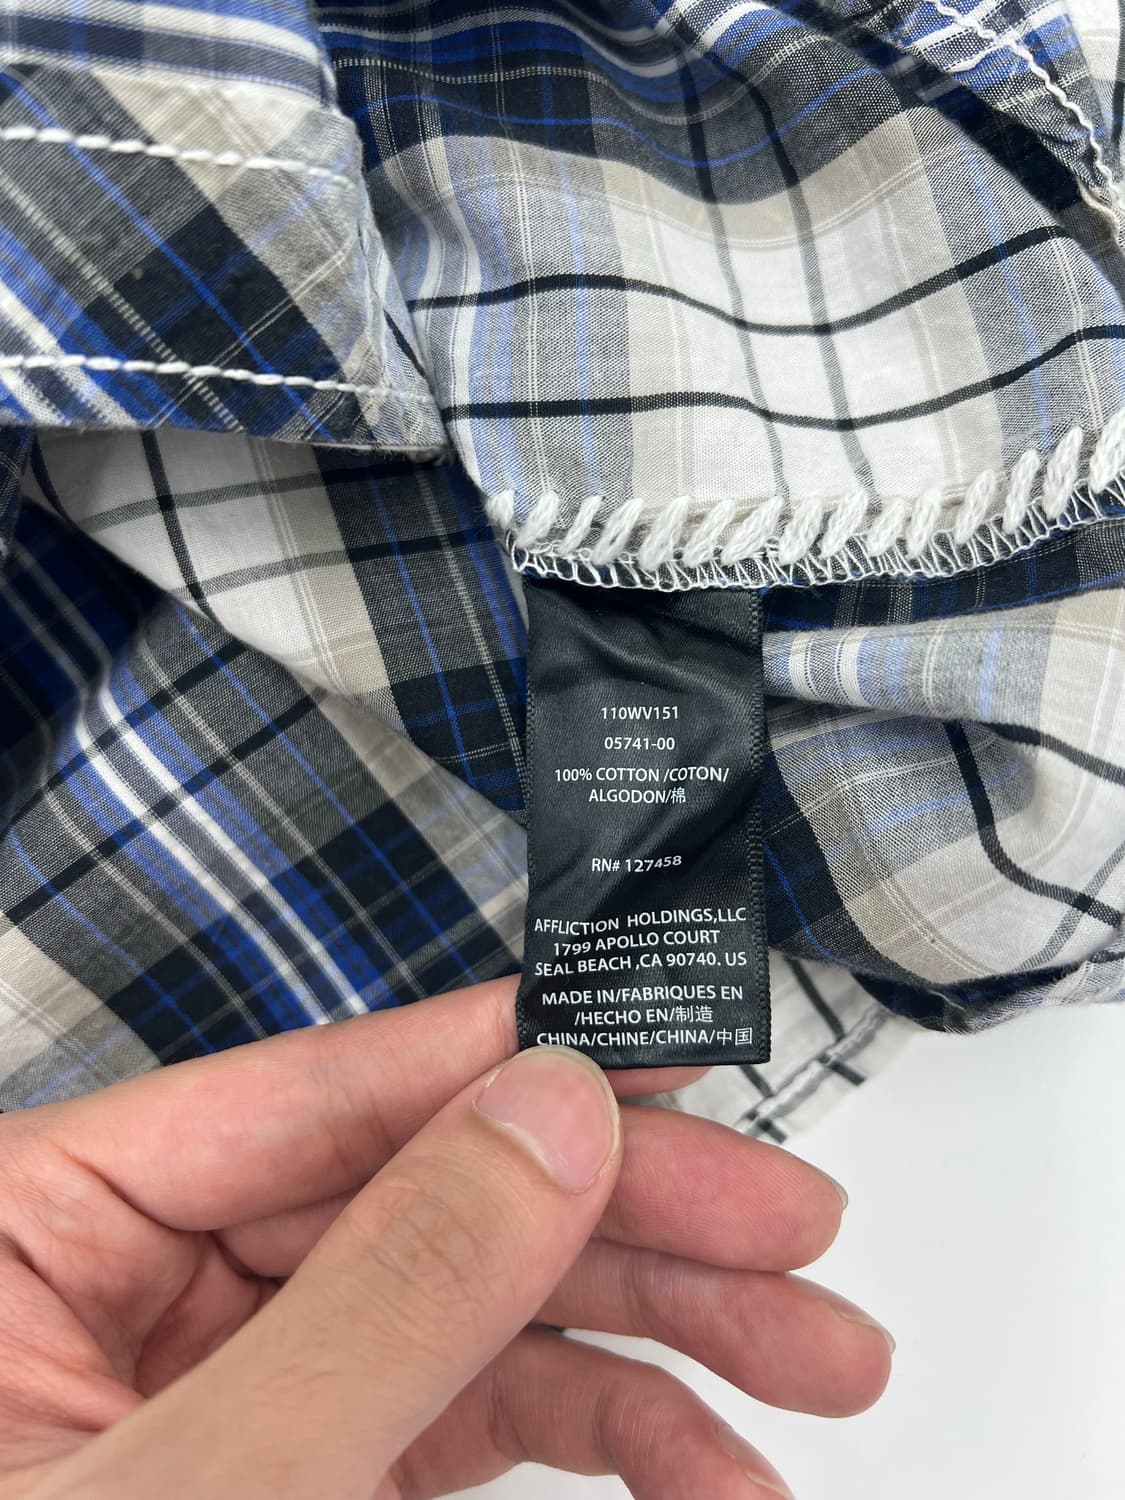 110WV151
05741-00
100% COTTON /COTON/
ALGODON/棉
RN# 127458
AFFLICTION HOLDINGS,LLC
1799 APOLLO COURT
SEAL BEACH ,CA 90740. US
MADE IN/FABRIQUES EN
/HECHO EN/制造
CHINA/CHINE/CHINA/中国